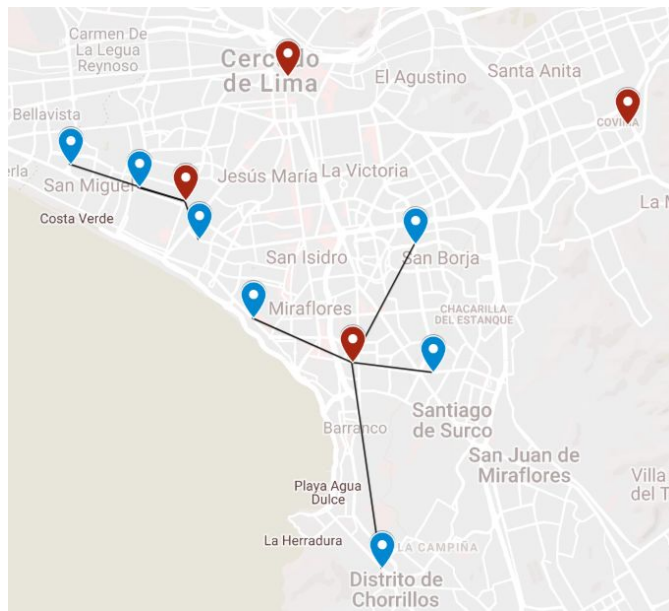 Carmen De
La Legua
Reynoso
Cercado
de Lima
El Agustino
Santa Anita
Bellavista
COVIMA
San Miguel
Jesús María
La Victoria
Costa Verde
San Isidro
San Borja
Miraflores
CHACARILLA
DEL ESTANQUE
Santiago
de Surco
Barranco
San Juan de
Miraflores
Villa
del T
Playa Agua
Dulce
La Herradura
LA CAMPIÑA
Distrito de
Chorrillos